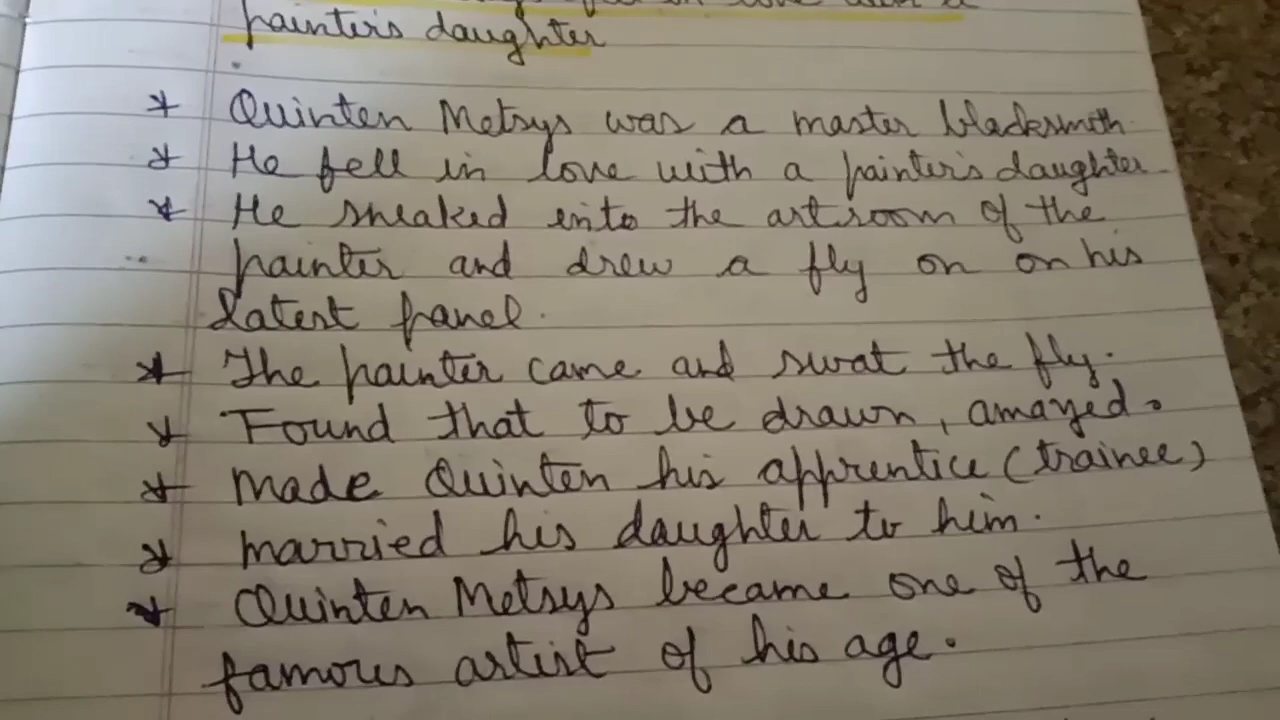 in love with a
painter's daughter
* Quinten Metsys was a master blacksmith
* He fell in love with a painter's daughter
* He sneaked into the art room of the
painter and drew a fly on on his
latest panel.
* The painter came and swat the fly.
* Found that to be drawn, amazed.
* Made Quinten his apprentice (trainee)
* married his daughter to him.
* Quinten Metsys became one of the
famous artist of his age.